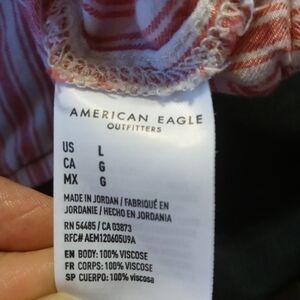 AMERICAN EAGLE
OUTFITTERS
US L
CA G
MX G
MADE IN JORDAN / FABRIQUÉ EN
JORDANIE / HECHO EN JORDANIA
RN 54485 / CA 03873
RFC# AEM120605U9A
EN BODY: 100% VISCOSE
FR CORPS: 100% VISCOSE
SP CUERPO: 100% viscosa